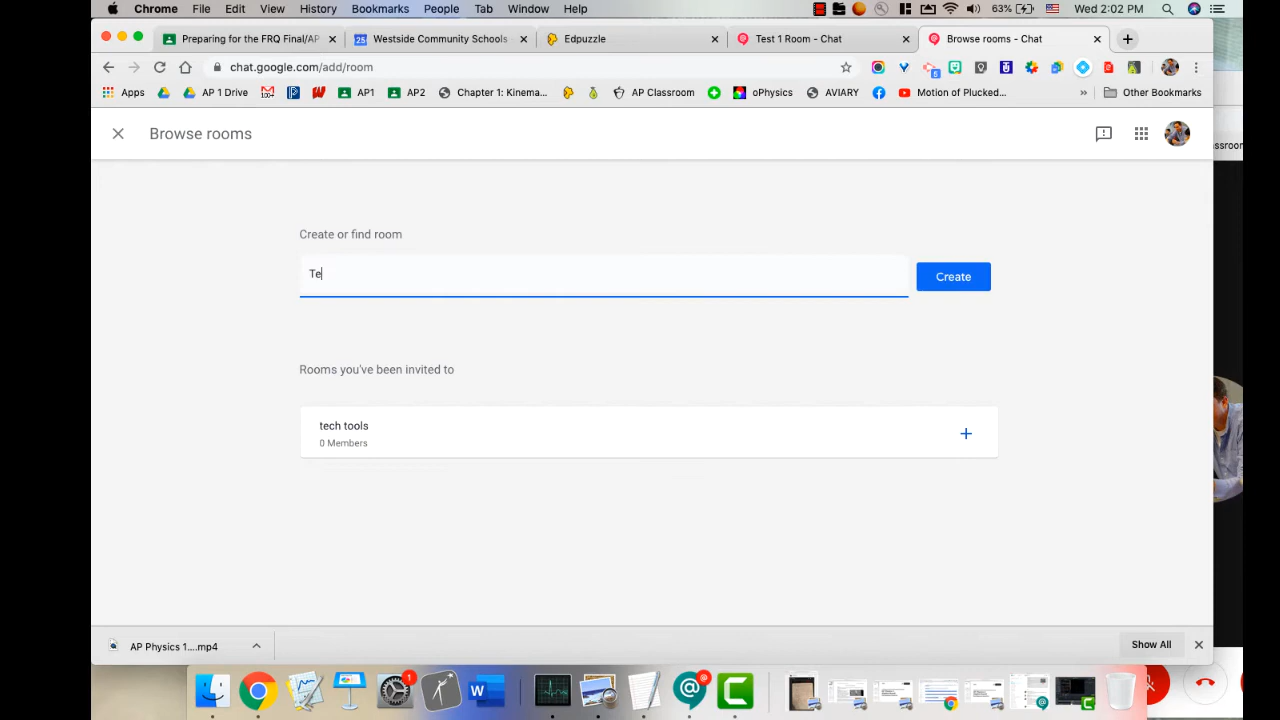 Chrome File Edit View History Bookmarks People Tab Window Help 63% Wed 2:02 PM
Preparing for the FRQ Final/AP
25 Westside Community School
Edpuzzle
Test 1 Room - Chat
Browse rooms - Chat
chat.google.com/add/room
5
Apps AP 1 Drive AP1 AP2 Chapter 1: Kinema... AP Classroom oPhysics AVIARY Motion of Plucked... » Other Bookmarks
Browse rooms
Create or find room
Te
Create
Rooms you've been invited to
tech tools
0 Members
AP Physics 1....mp4
Show All
1
W